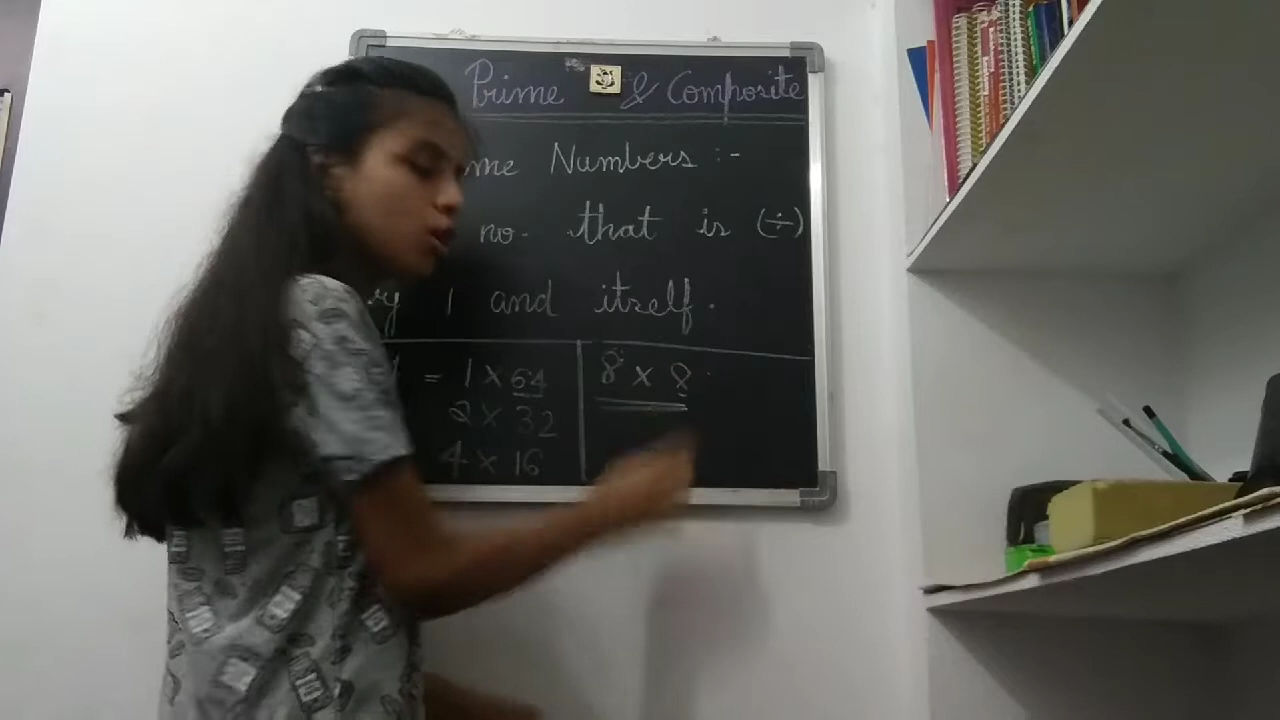 Prime & Composite
me Numbers :-
no. that is (÷)
y 1 and itself.
= 1 × 64
8 × 8
2 × 32
4 × 16